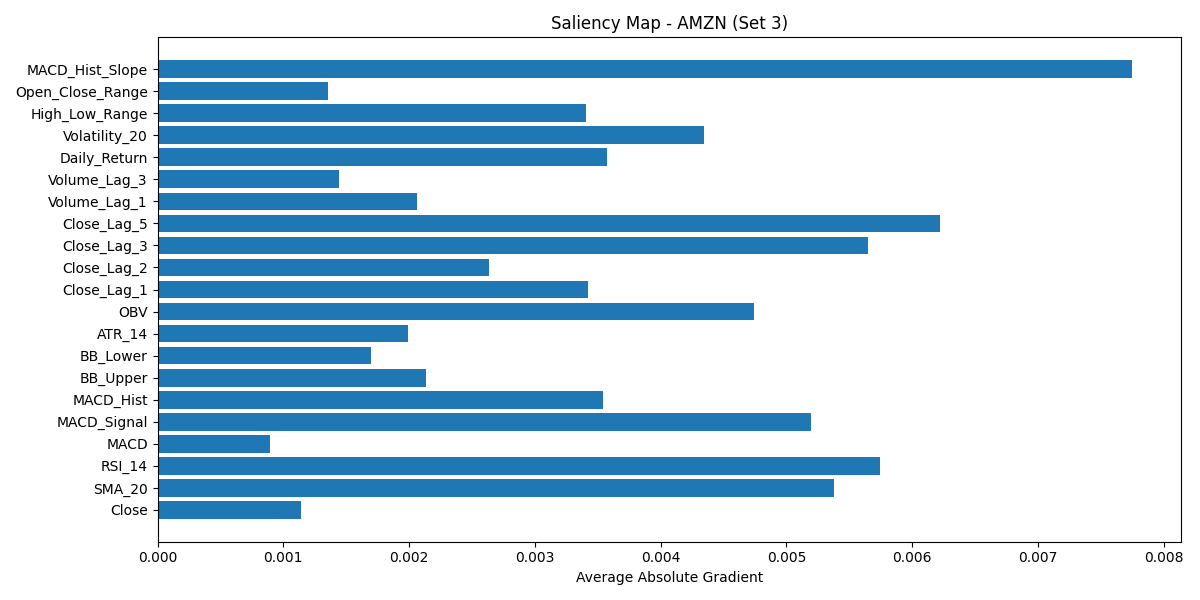 Saliency Map - AMZN (Set 3)
MACD_Hist_Slope
Open_Close_Range
High_Low_Range
Volatility_20
Daily_Return
Volume_Lag_3
Volume_Lag_1
Close_Lag_5
Close_Lag_3
Close_Lag_2
Close_Lag_1
OBV
ATR_14
BB_Lower
BB_Upper
MACD_Hist
MACD_Signal
MACD
RSI_14
SMA_20
Close
0.000 0.001 0.002 0.003 0.004 0.005 0.006 0.007 0.008
Average Absolute Gradient